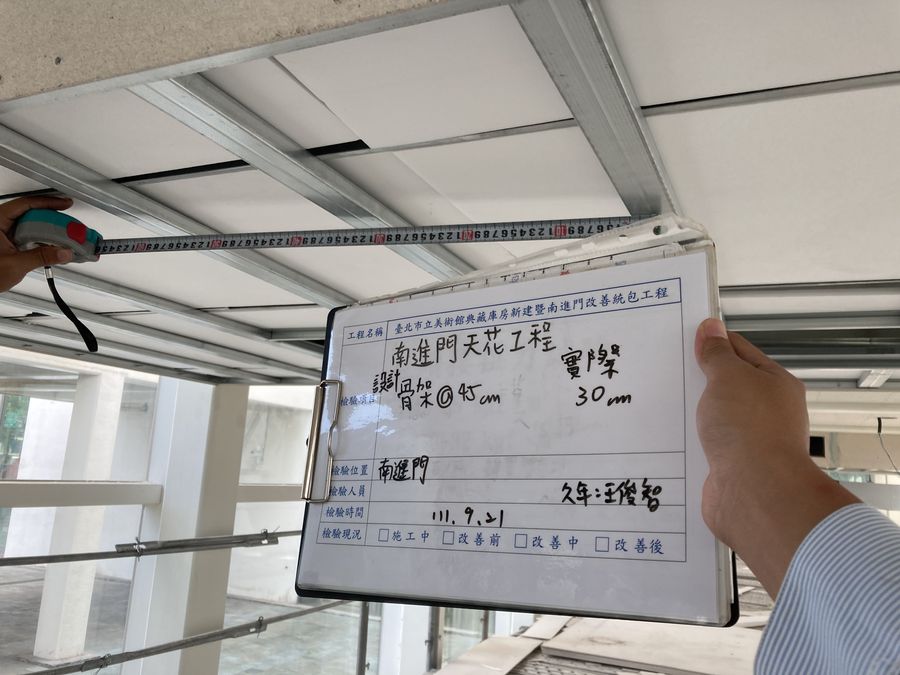 工程名稱 臺北市立美術館典藏庫房新建暨南進門改善統包工程
南進門天花工程
設計 實際
檢驗項目 骨架@45cm 30cm
檢驗位置 南進門
檢驗人員 久年:汪俊智
檢驗時間 111.9.21
檢驗現況 □施工中 □改善前 □改善中 □改善後